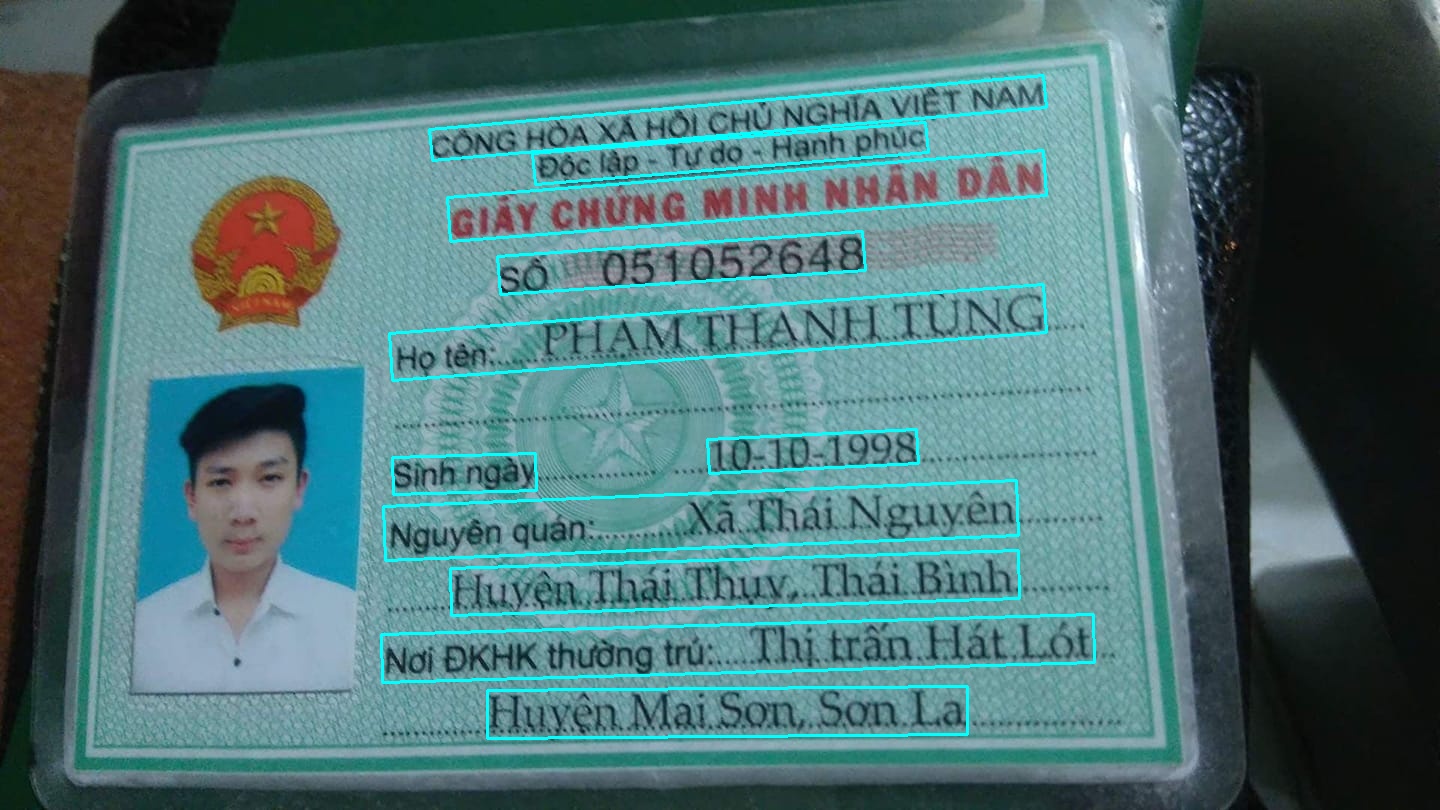 CỘNG HÒA XÃ HỘI CHỦ NGHĨA VIỆT NAM
Độc lập - Tự do - Hạnh phúc
GIẤY CHỨNG MINH NHÂN DÂN
SỐ 051052648
Họ tên: PHẠM THANH TÙNG
Sinh ngày 10-10-1998
Nguyên quán: Xã Thái Nguyên
Huyện Thái Thụy, Thái Bình
Nơi ĐKHK thường trú: Thị trấn Hát Lót
Huyện Mai Sơn, Sơn La